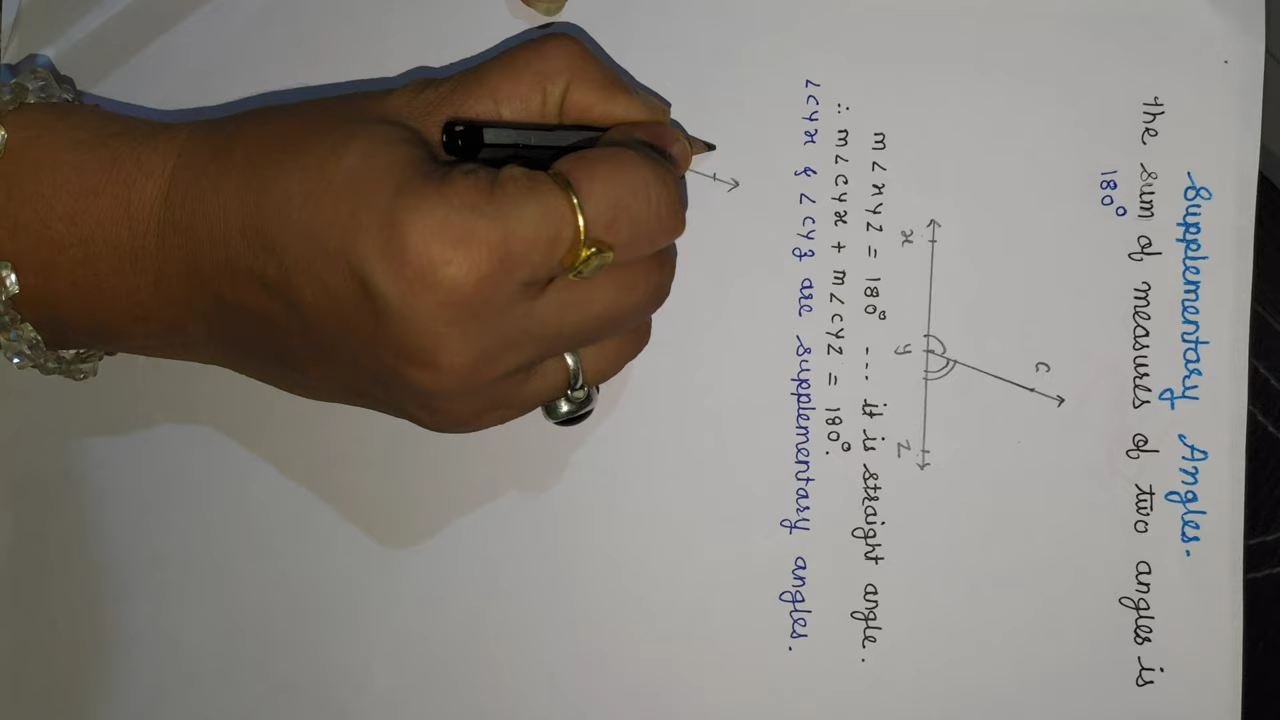 Supplementary Angles.
The sum of measures of two angles is
180°
C
x y z
m∠xyz = 180° --- it is straight angle.
∴ m∠cyx + m∠cyz = 180°.
∠cyx & ∠cyz are supplementary angles.